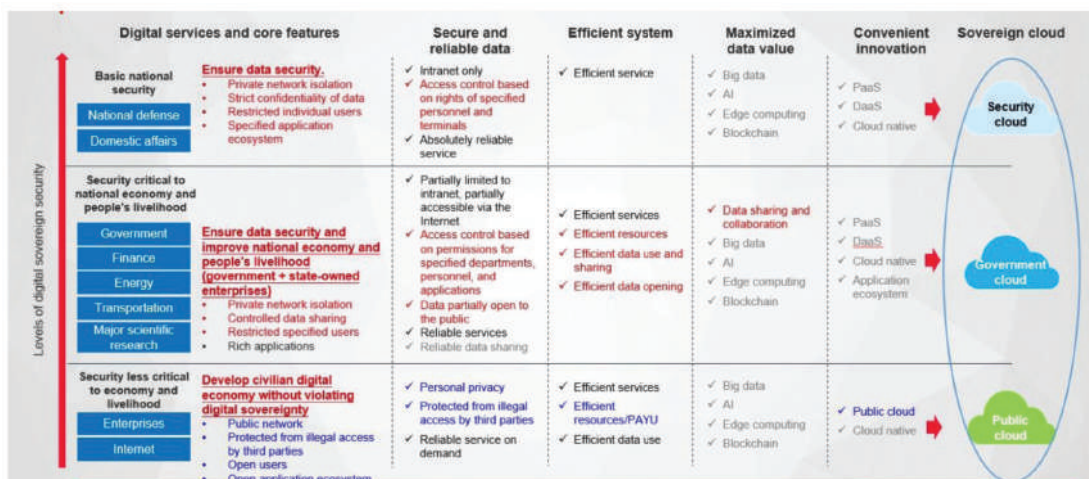 Digital services and core features
Secure and
reliable data
Efficient system
Maximized
data value
Convenient
innovation
Sovereign cloud
Levels of digital sovereign security
Basic national
security
National defense
Domestic affairs
Ensure data security.
• Private network isolation
• Strict confidentiality of data
• Restricted individual users
• Specified application
ecosystem
✓ Intranet only
✓ Access control based
on rights of specified
personnel and
terminals
✓ Absolutely reliable
service
✓ Efficient service
✓ Big data
✓ AI
✓ Edge computing
✓ Blockchain
✓ PaaS
✓ DaaS
✓ Cloud native
Security
cloud
Security critical to
national economy and
people's livelihood
Government
Finance
Energy
Transportation
Major scientific
research
Ensure data security and
improve national economy and
people's livelihood
(government + state-owned
enterprises)
• Private network isolation
• Controlled data sharing
• Restricted specified users
• Rich applications
✓ Partially limited to
intranet, partially
accessible via the
Internet
✓ Access control based
on permissions for
specified departments,
personnel, and
applications
✓ Data partially open to
the public
✓ Reliable services
✓ Reliable data sharing
✓ Efficient services
✓ Efficient resources
✓ Efficient data use and
sharing
✓ Efficient data opening
✓ Data sharing and
collaboration
✓ Big data
✓ AI
✓ Edge computing
✓ Blockchain
✓ PaaS
✓ DaaS
✓ Cloud native
✓ Application
ecosystem
Government
cloud
Security less critical
to economy and
livelihood
Enterprises
Internet
Develop civilian digital
economy without violating
digital sovereignty
• Public network
• Protected from illegal access
by third parties
• Open users
• Open application ecosystem
✓ Personal privacy
✓ Protected from illegal
access by third parties
✓ Reliable service on
demand
✓ Efficient services
✓ Efficient
resources/PAYU
✓ Efficient data use
✓ Big data
✓ AI
✓ Edge computing
✓ Blockchain
✓ Public cloud
✓ Cloud native
Public
cloud